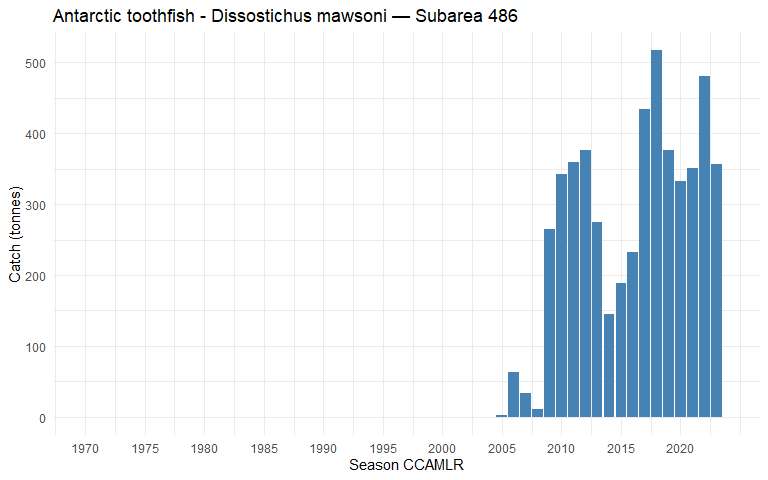 Antarctic toothfish - Dissostichus mawsoni — Subarea 486
Catch (tonnes)
500
400
300
200
100
0
1970 1975 1980 1985 1990 1995 2000 2005 2010 2015 2020
Season CCAMLR